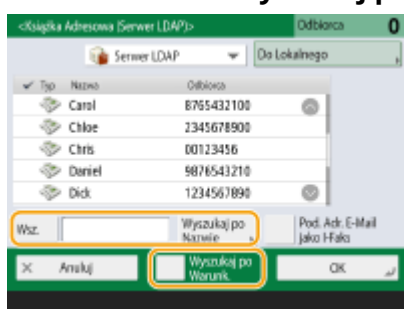 <Książka Adresowa (Serwer LDAP)> Odbiorca 0
Serwer LDAP Do Lokalnego
Typ Nazwa Odbiorca
Carol 8765432100
Chloe 2345678900
Chris 00123456
Daniel 9876543210
Dick 1234567890
Wsz. Wyszukaj po Nazwie
Pod. Adr. E-Mail jako I-Faks
Anuluj Wyszukaj po Warunk. OK